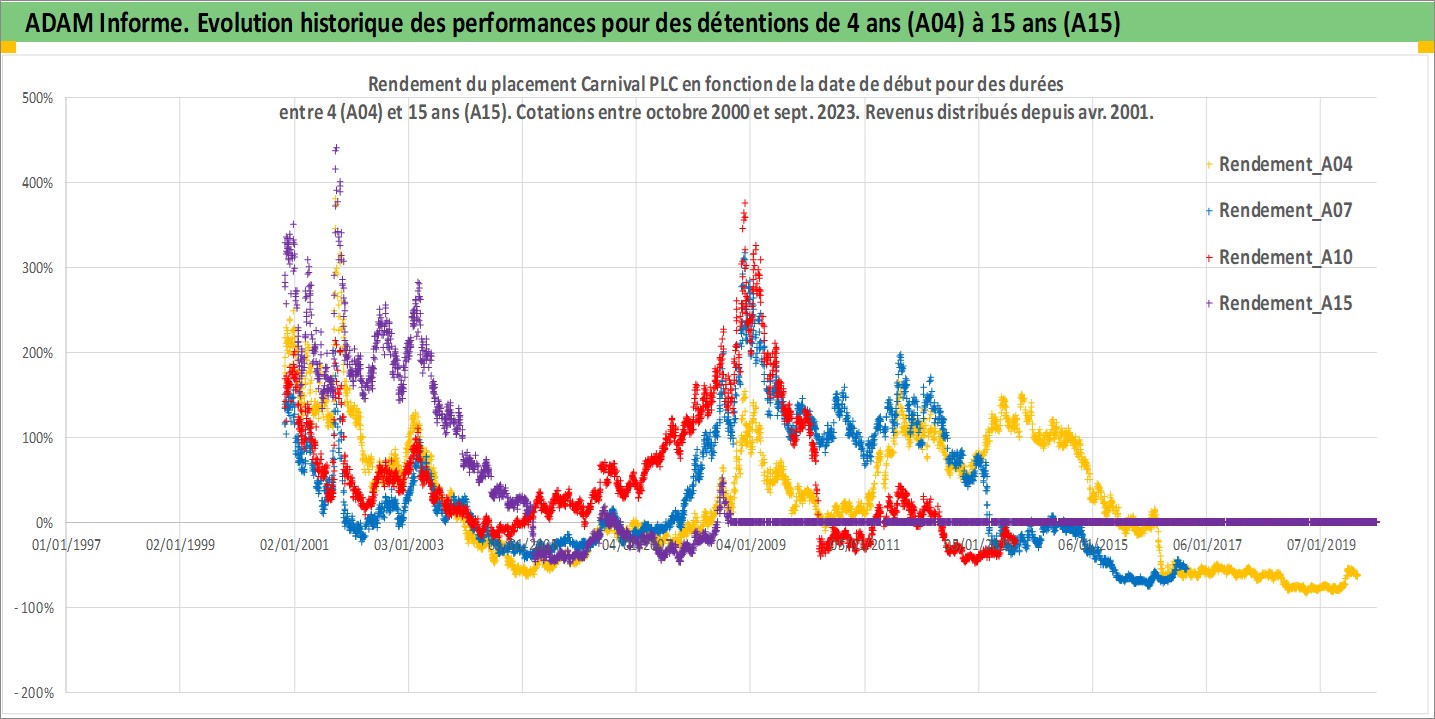 ADAM Informe. Evolution historique des performances pour des détentions de 4 ans (A04) à 15 ans (A15)
Rendement du placement Carnival PLC en fonction de la date de début pour des durées
entre 4 (A04) et 15 ans (A15). Cotations entre octobre 2000 et sept. 2023. Revenus distribués depuis avr. 2001.
500%
400%
300%
200%
100%
0%
-100%
-200%
Rendement_A04
Rendement_A07
Rendement_A10
Rendement_A15
01/01/1997
02/01/1999
02/01/2001
03/01/2003
04/01/2009
06/01/2015
06/01/2017
07/01/2019